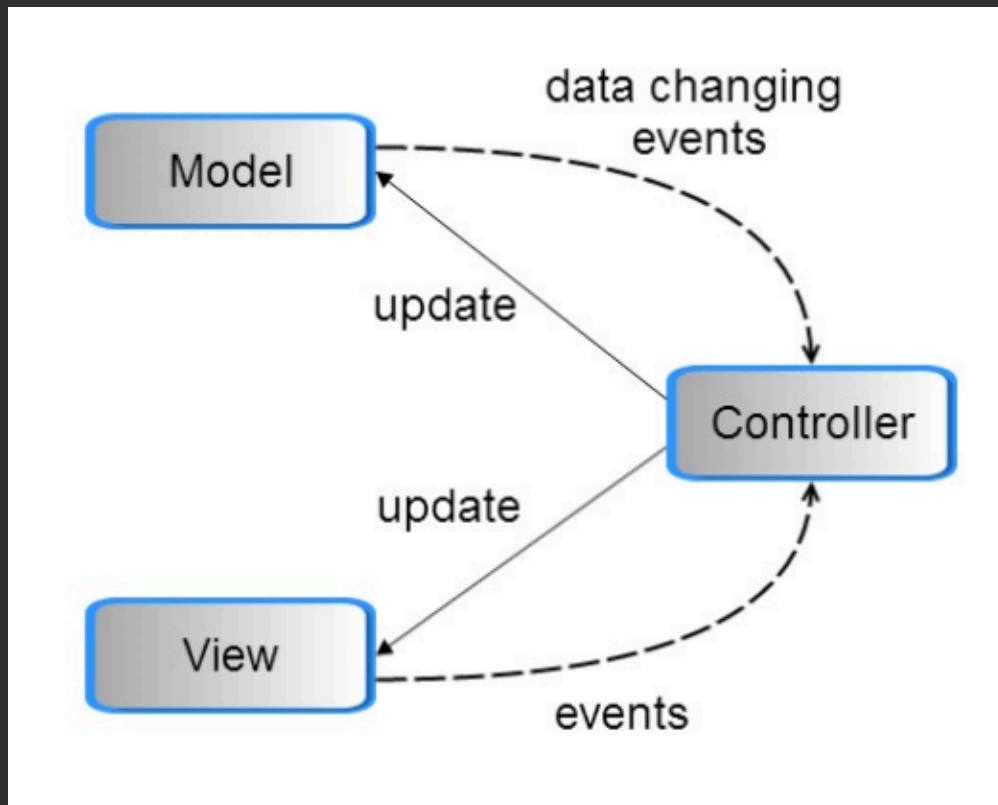 data changing
events
Model
update
Controller
update
View
events